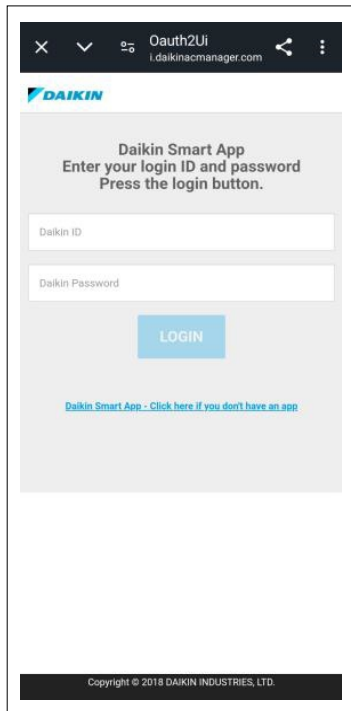 Oauth2Ui
i.daikinacmanager.com
DAIKIN
Daikin Smart App
Enter your login ID and password
Press the login button.
Daikin ID
Daikin Password
LOGIN
Daikin Smart App - Click here if you don't have an app
Copyright © 2018 DAIKIN INDUSTRIES, LTD.